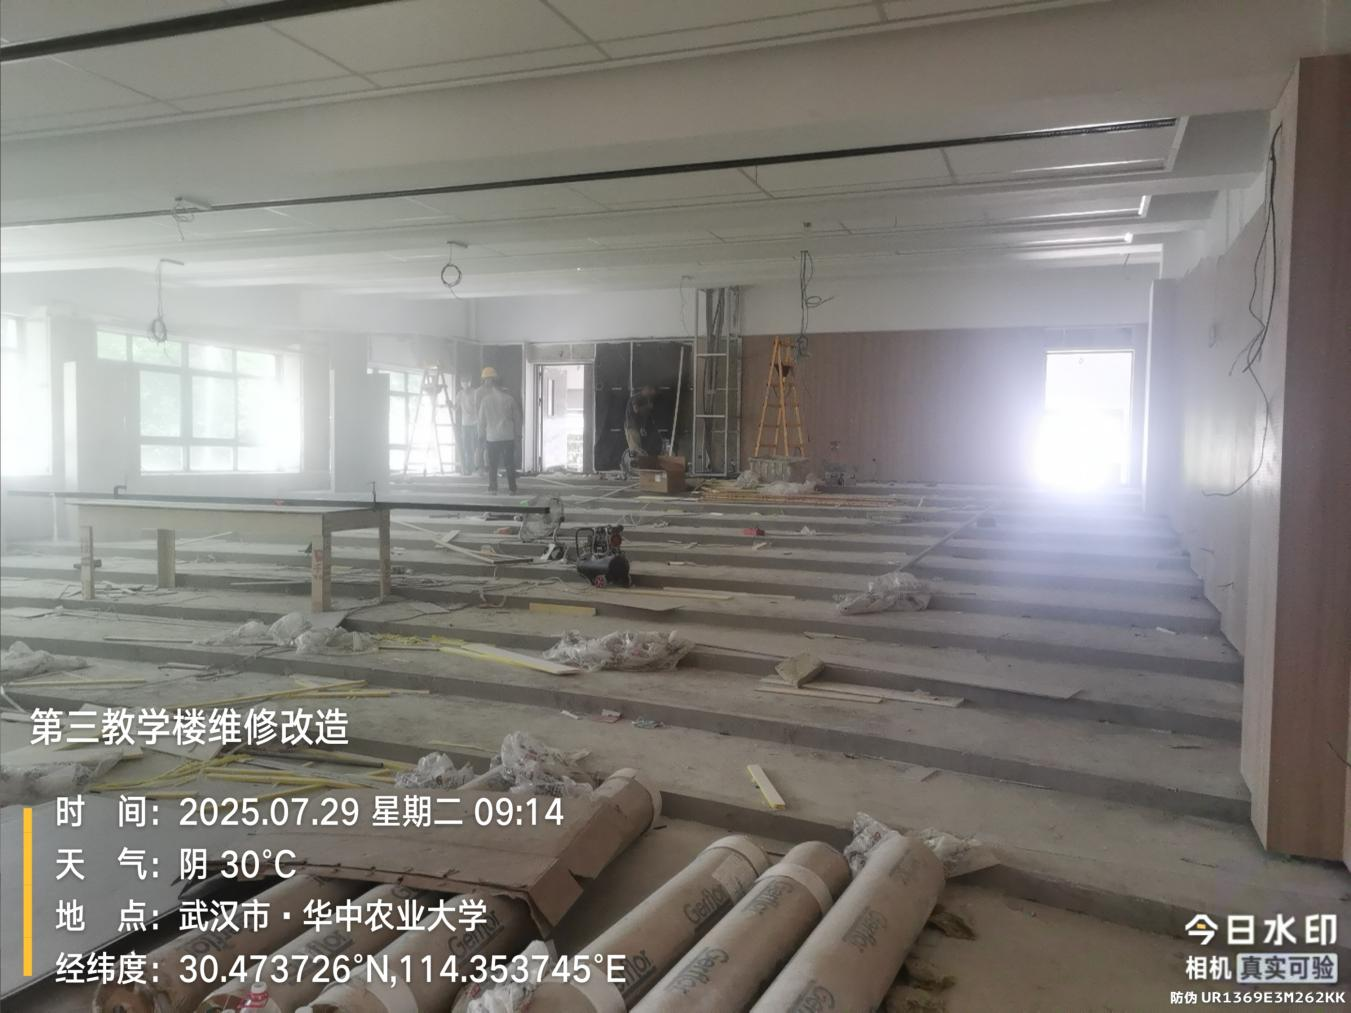 第三教学楼维修改造
时 间：2025.07.29 星期二 09:14
天 气：阴 30°C
地 点：武汉市·华中农业大学
经纬度：30.473726°N,114.353745°E
Gerflor
Gerflor
Gerflor
Gerflor
今日水印
相机 真实可验
防伪 UR1369E3M262KK